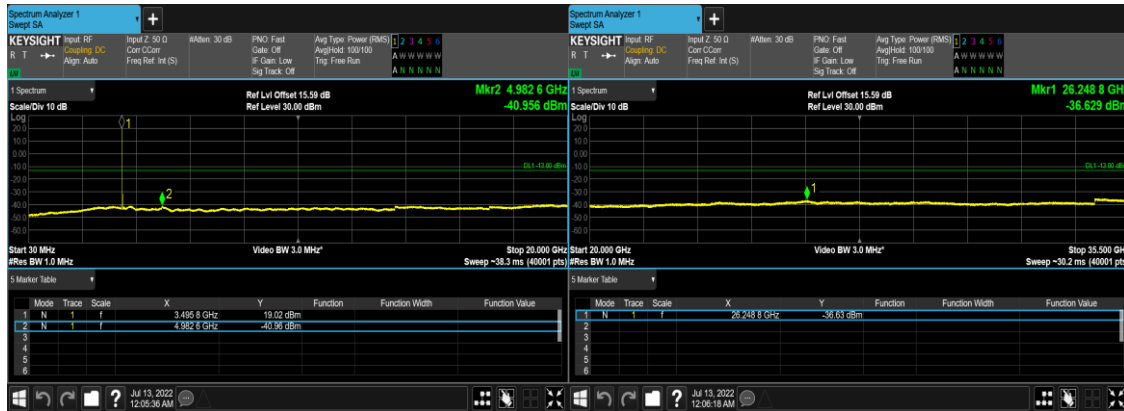 Spectrum Analyzer 1
Swept SA
+
KEYSIGHT Input: RF Input Z: 50 Ω #Atten: 30 dB PNO: Fast Avg Type: Power (RMS) 1 2 3 4 5 6
R T Coupling: DC Corr CCorr Gate: Off Avg|Hold: 100/100 A W W W W W
Align: Auto Freq Ref: Int (S) IF Gain: Low Trig: Free Run
Sig Track: Off A N N N N N
LXI
1 Spectrum
Ref Lvl Offset 15.59 dB Mkr2 4.982 6 GHz
Scale/Div 10 dB Ref Level 30.00 dBm -40.956 dBm
Log
20.0
10.0
0.00
-10.0
-20.0
-30.0
-40.0
-50.0
-60.0
1
DL1 -13.00 dBm
2
Start 30 MHz Video BW 3.0 MHz* Stop 20.000 GHz
#Res BW 1.0 MHz Sweep ~38.3 ms (40001 pts)
5 Marker Table
Mode Trace Scale X Y Function Function Width Function Value
1 N 1 f 3.495 8 GHz 19.02 dBm
2 N 1 f 4.982 6 GHz -40.96 dBm
3
4
5
6
? Jul 13, 2022
12:05:36 AM
Spectrum Analyzer 1
Swept SA
+
KEYSIGHT Input: RF Input Z: 50 Ω #Atten: 30 dB PNO: Fast Avg Type: Power (RMS) 1 2 3 4 5 6
R T Coupling: DC Corr CCorr Gate: Off Avg|Hold: 100/100 A W W W W W
Align: Auto Freq Ref: Int (S) IF Gain: Low Trig: Free Run
Sig Track: Off A N N N N N
LXI
1 Spectrum
Ref Lvl Offset 15.59 dB Mkr1 26.248 8 GH
Scale/Div 10 dB Ref Level 30.00 dBm -36.629 dBm
Log
20.0
10.0
0.00
-10.0
-20.0
-30.0
-40.0
-50.0
-60.0
DL1 -13.00 dBm
1
Start 20.000 GHz Video BW 3.0 MHz* Stop 35.500 GH
#Res BW 1.0 MHz Sweep ~30.2 ms (40001 pts
5 Marker Table
Mode Trace Scale X Y Function Function Width Function Value
1 N 1 f 26.248 8 GHz -36.63 dBm
2
3
4
5
6
? Jul 13, 2022
12:06:18 AM